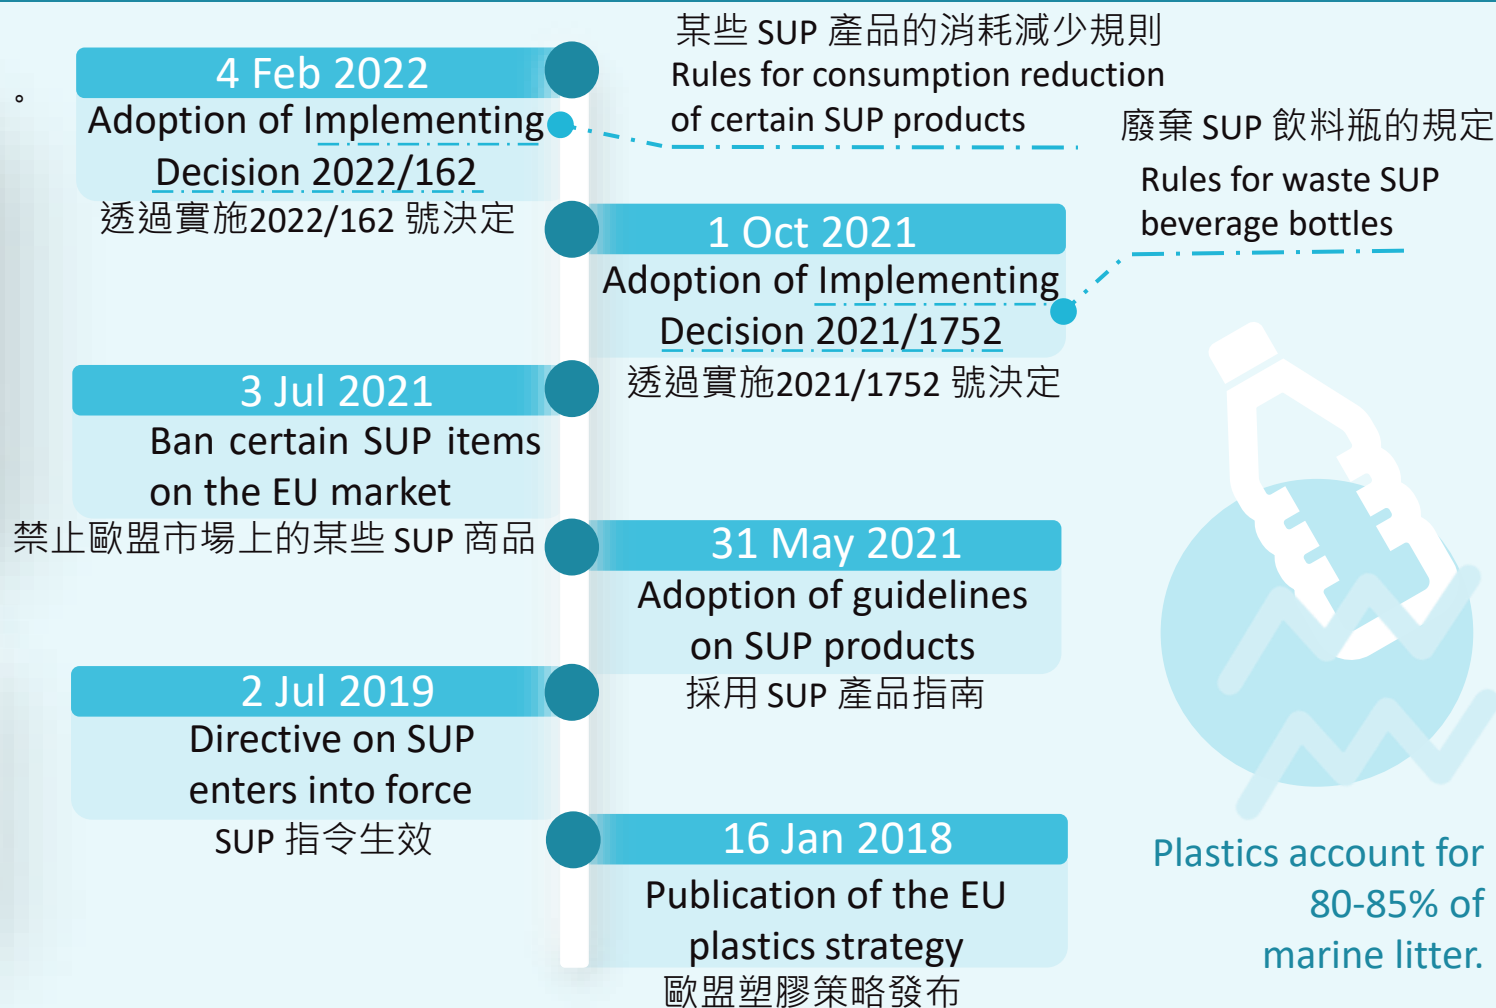 某些 SUP 產品的消耗減少規則
Rules for consumption reduction
of certain SUP products
4 Feb 2022
。
Adoption of Implementing
Decision 2022/162
透過實施2022/162 號決定
廢棄 SUP 飲料瓶的規定
Rules for waste SUP
beverage bottles
1 Oct 2021
Adoption of Implementing
Decision 2021/1752
透過實施2021/1752 號決定
3 Jul 2021
Ban certain SUP items
on the EU market
禁止歐盟市場上的某些 SUP 商品
31 May 2021
Adoption of guidelines
on SUP products
採用 SUP 產品指南
2 Jul 2019
Directive on SUP
enters into force
SUP 指令生效
16 Jan 2018
Publication of the EU
plastics strategy
歐盟塑膠策略發布
Plastics account for
80-85% of
marine litter.